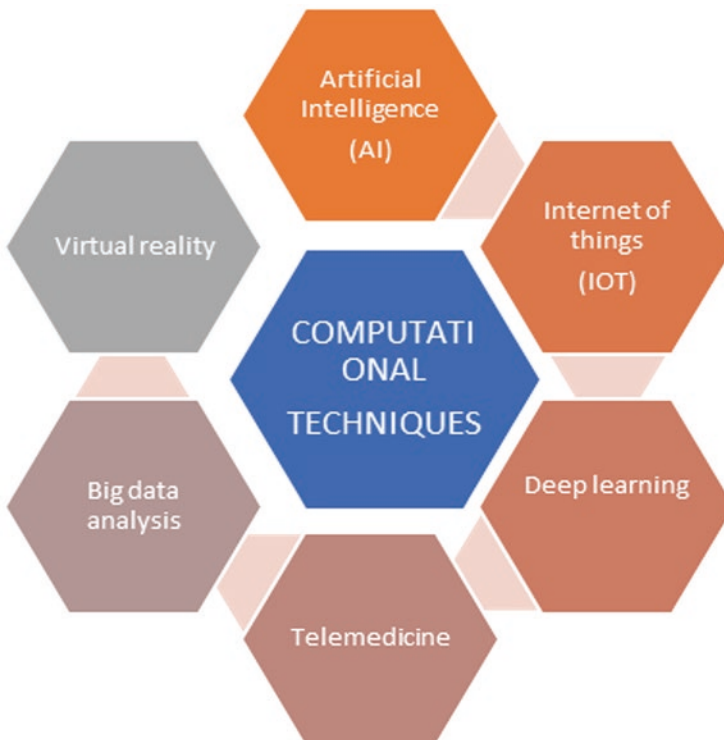 Artificial
Intelligence
(AI)
Internet of
things
(IOT)
Virtual reality
COMPUTATI
ONAL
TECHNIQUES
Deep learning
Big data
analysis
Telemedicine